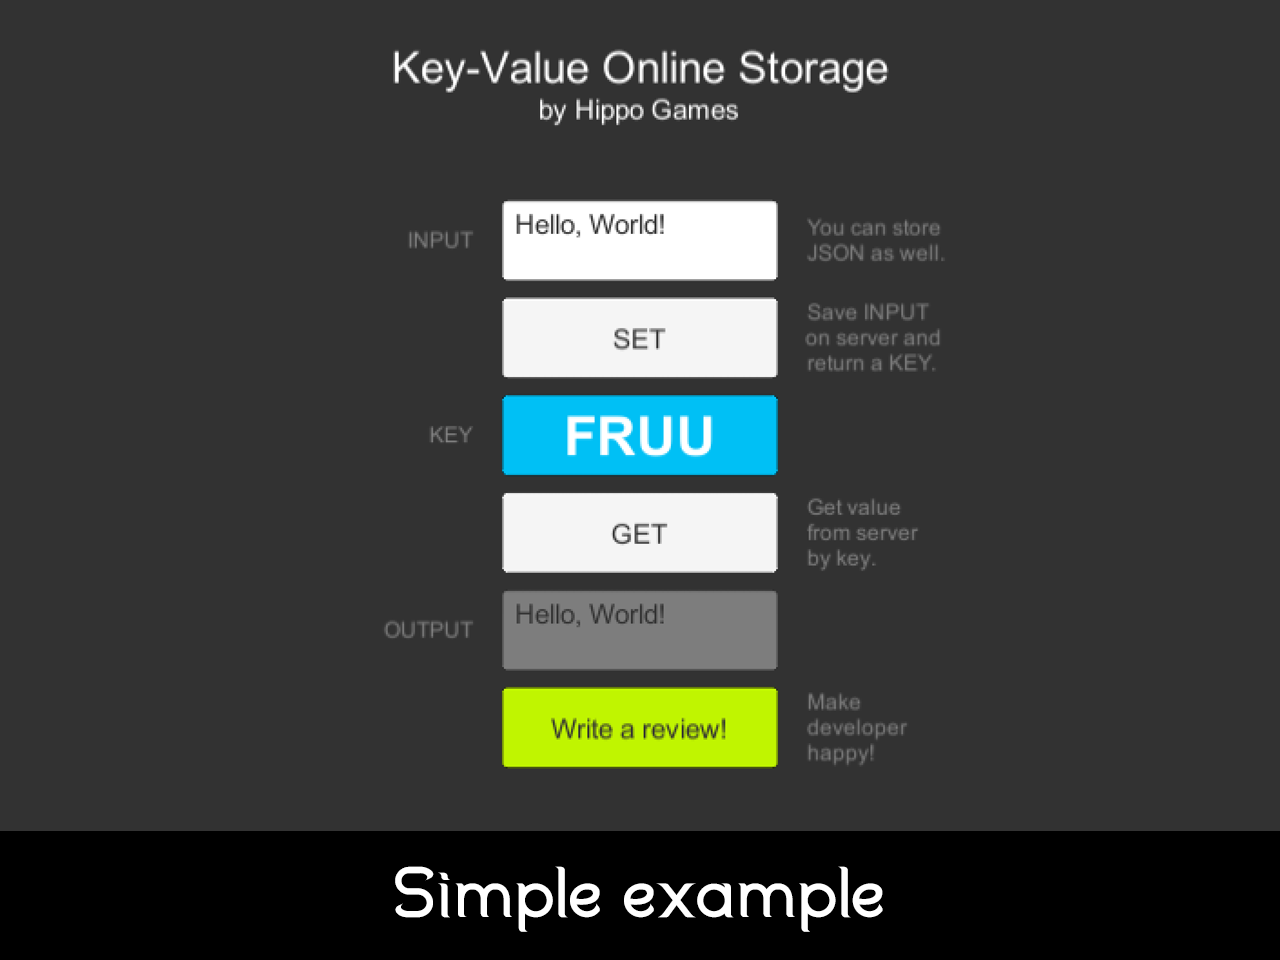 Key-Value Online Storage
by Hippo Games
INPUT
Hello, World!
You can store
JSON as well.
SET
Save INPUT
on server and
return a KEY.
KEY
FRUU
GET
Get value
from server
by key.
OUTPUT
Hello, World!
Write a review!
Make
developer
happy!
Simple example